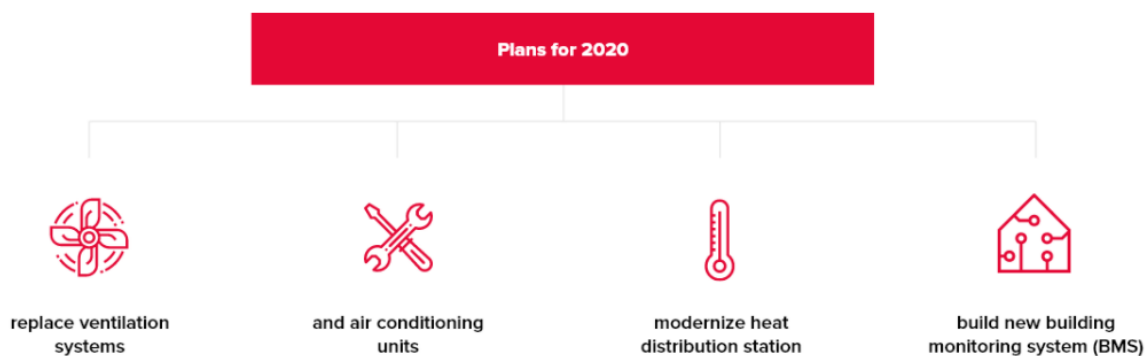 Plans for 2020
replace ventilation
systems
and air conditioning
units
modernize heat
distribution station
build new building
monitoring system (BMS)